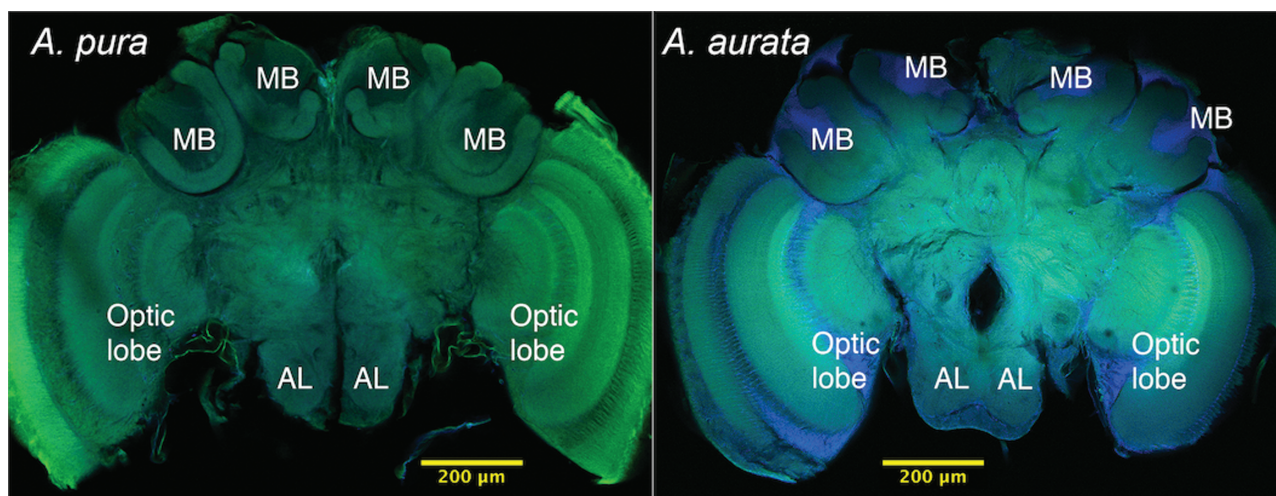 A. pura
MB
MB
MB
MB
Optic
lobe
Optic
lobe
AL
AL
200 µm
A. aurata
MB
MB
MB
MB
Optic
lobe
Optic
lobe
AL
AL
200 µm